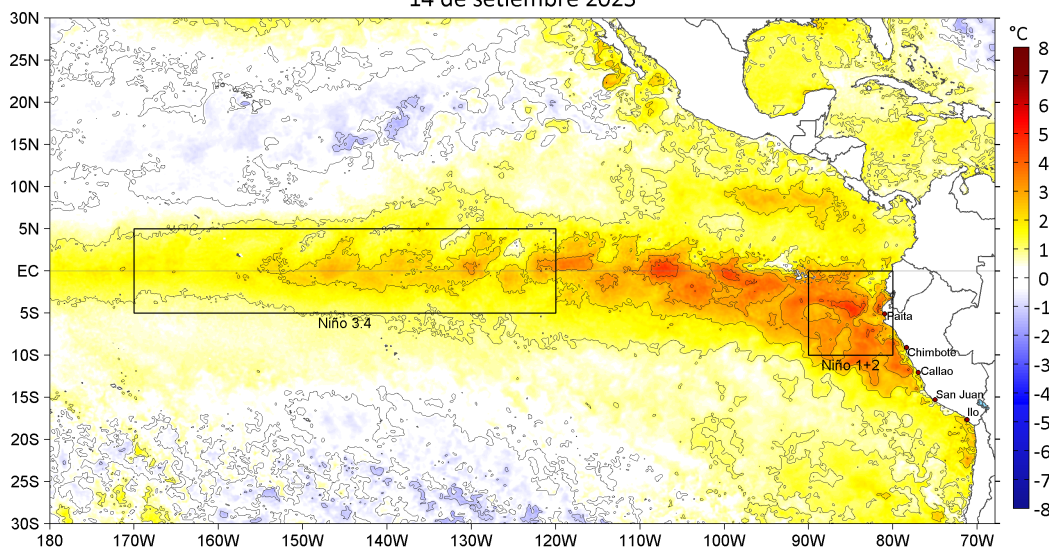 14 de setiembre 2023
30N
25N
20N
15N
10N
5N
EC
5S
10S
15S
20S
25S
30S
180
170W
160W
150W
140W
130W
120W
110W
100W
90W
80W
70W
Niño 3.4
Niño 1+2
Paita
Chimbote
Callao
San Juan
Ilo
°C
8
7
6
5
4
3
2
1
0
-1
-2
-3
-4
-5
-6
-7
-8